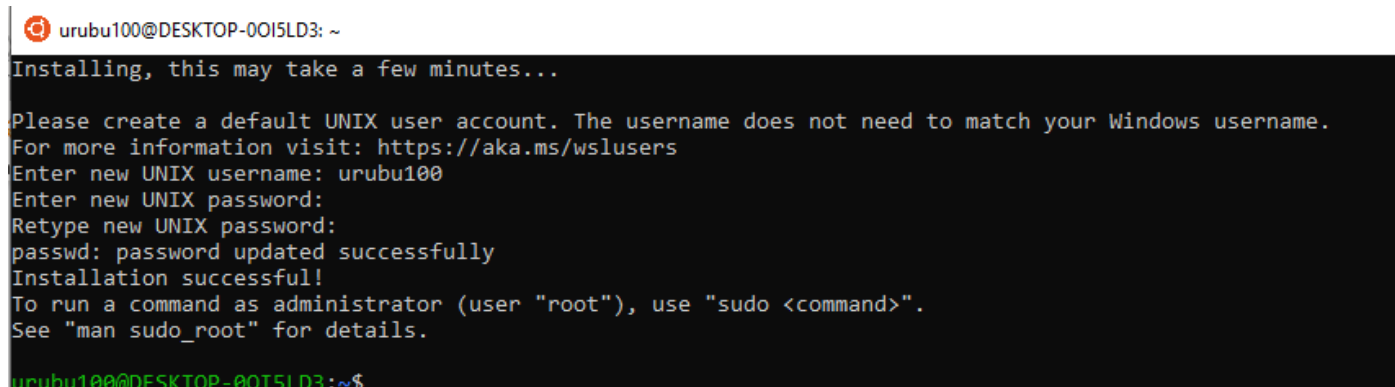 urubu100@DESKTOP-0OI5LD3: ~
Installing, this may take a few minutes...
Please create a default UNIX user account. The username does not need to match your Windows username.
For more information visit: https://aka.ms/wslusers
Enter new UNIX username: urubu100
Enter new UNIX password:
Retype new UNIX password:
passwd: password updated successfully
Installation successful!
To run a command as administrator (user "root"), use "sudo <command>".
See "man sudo_root" for details.
urubu100@DESKTOP-0OI5LD3:~$